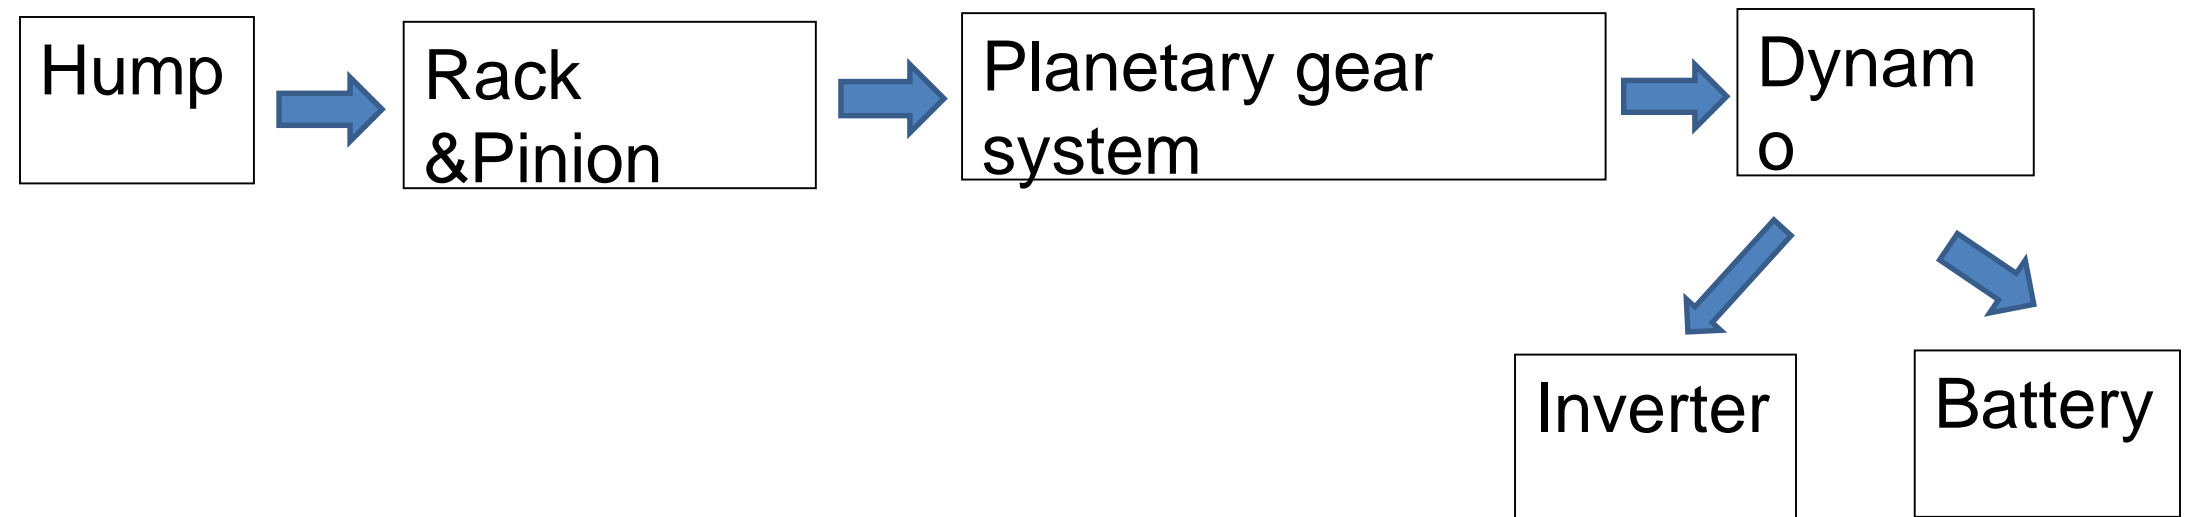 Hump
Rack
&Pinion
Planetary gear
system
Dynam
o
Inverter
Battery